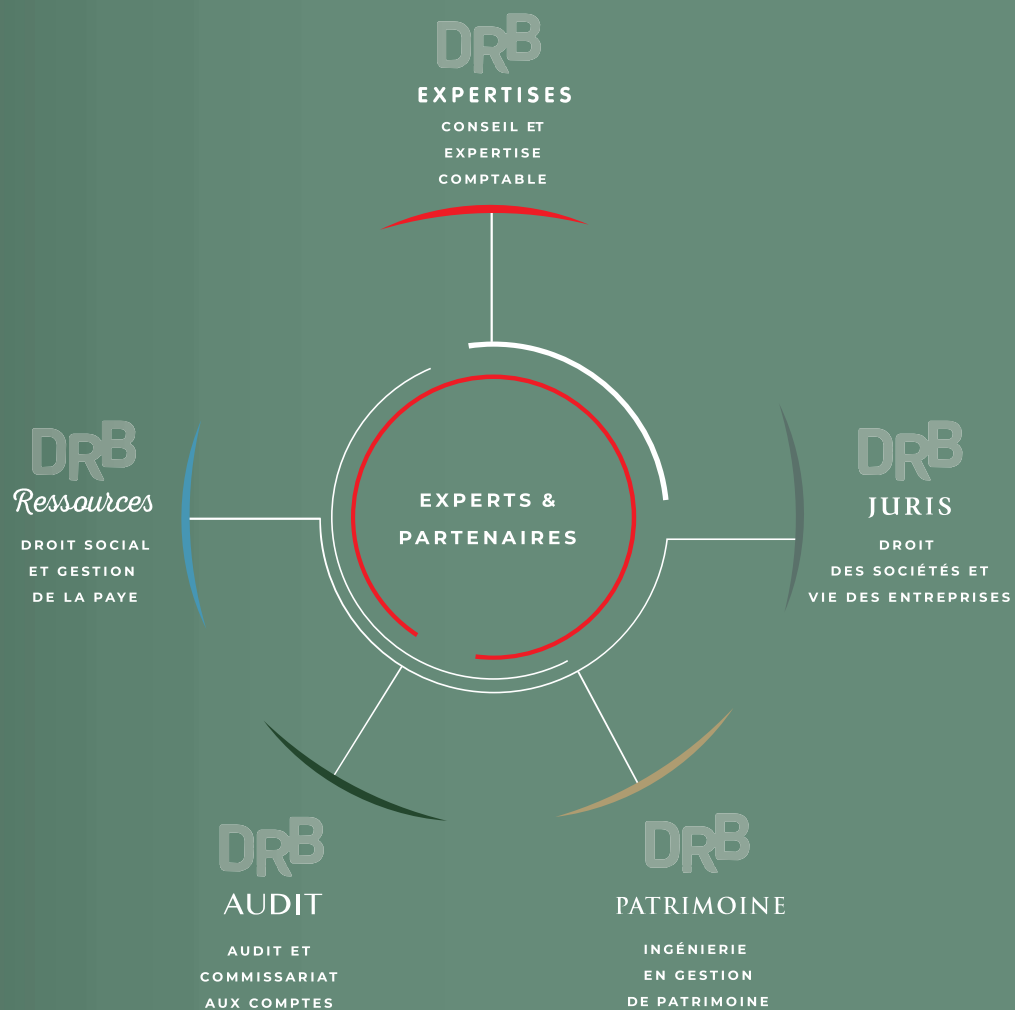 DRB
EXPERTISES
CONSEIL ET
EXPERTISE
COMPTABLE
DRB
Ressources
DROIT SOCIAL
ET GESTION
DE LA PAYE
EXPERTS &
PARTENAIRES
DRB
JURIS
DROIT
DES SOCIÉTÉS ET
VIE DES ENTREPRISES
DRB
AUDIT
AUDIT ET
COMMISSARIAT
AUX COMPTES
DRB
PATRIMOINE
INGÉNIERIE
EN GESTION
DE PATRIMOINE